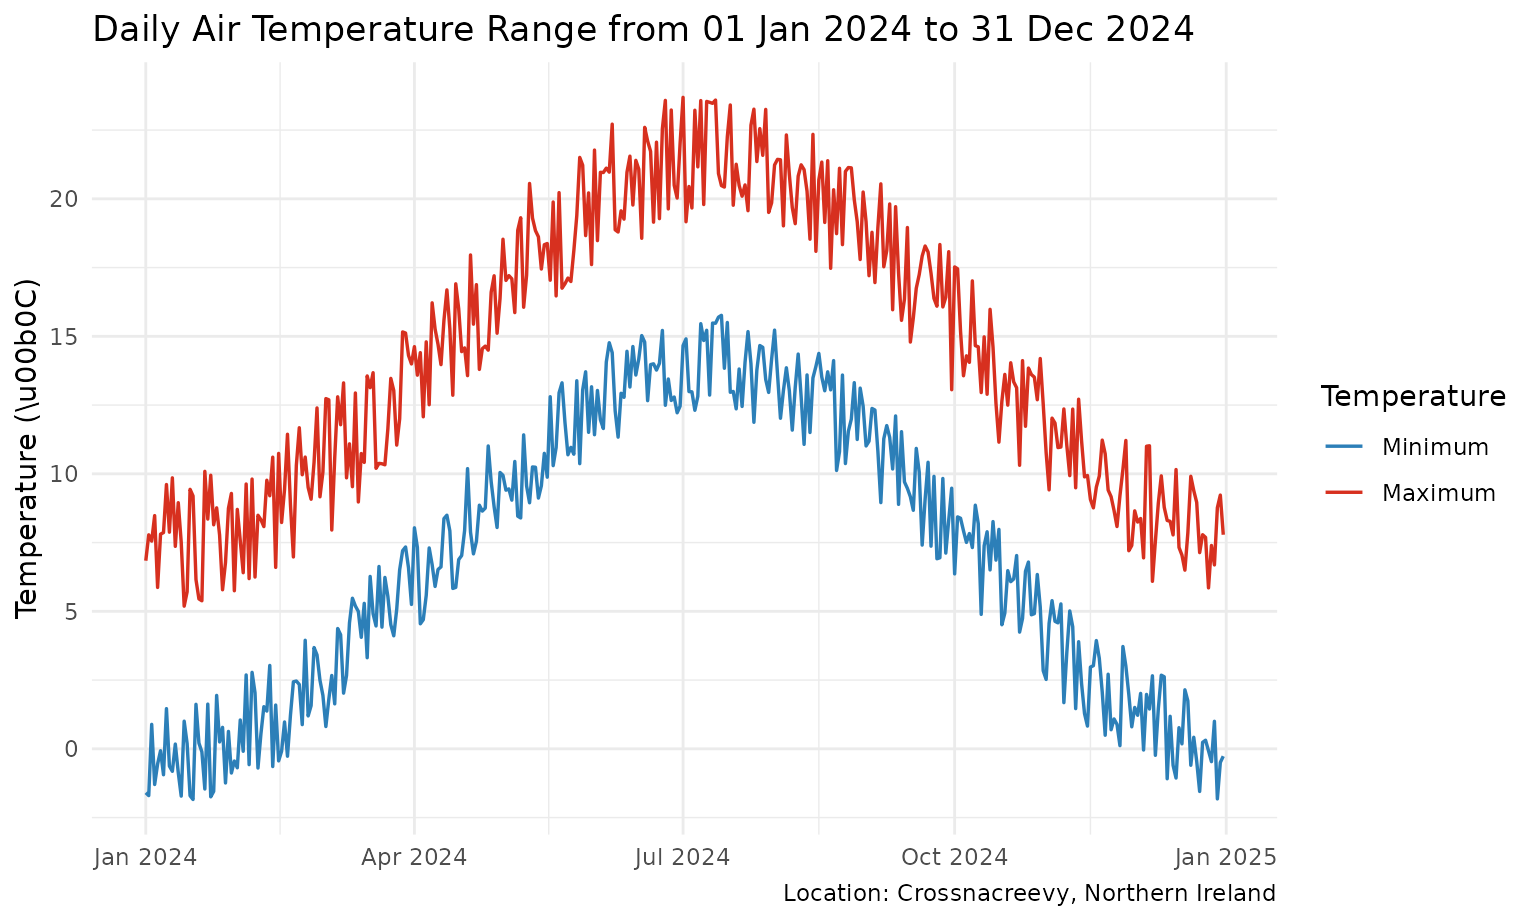 Daily Air Temperature Range from 01 Jan 2024 to 31 Dec 2024
Temperature (\u00b0C)
20
15
10
5
0
Jan 2024
Apr 2024
Jul 2024
Oct 2024
Jan 2025
Temperature
Minimum
Maximum
Location: Crossnacreevy, Northern Ireland